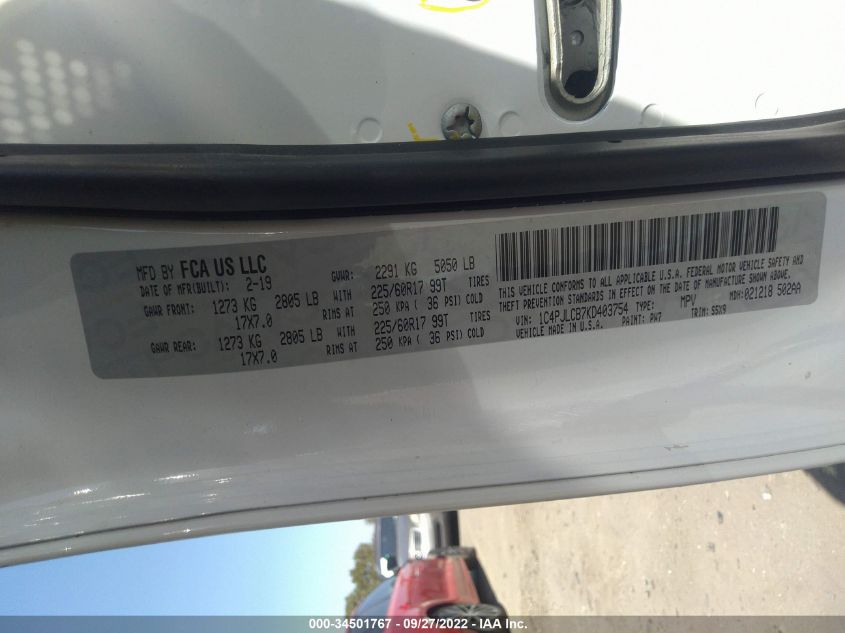 MFD BY FCA US LLC
DATE OF MFR(BUILT): 2-19 GVWR: 2291 KG 5050 LB
GAWR FRONT: 1273 KG 2805 LB WITH 225/60R17 99T TIRES
17X7.0 RIMS AT 250 KPA ( 36 PSI) COLD
GAWR REAR: 1273 KG 2805 LB WITH 225/60R17 99T TIRES
17X7.0 RIMS AT 250 KPA ( 36 PSI) COLD
THIS VEHICLE CONFORMS TO ALL APPLICABLE U.S.A. FEDERAL MOTOR VEHICLE SAFETY AND
THEFT PREVENTION STANDARDS IN EFFECT ON THE DATE OF MANUFACTURE SHOWN ABOVE.
VIN: 1C4PJLCB7KD403754 TYPE: MPV MDH: 021218 502AA
VEHICLE MADE IN U.S.A. PAINT: PW7 TRIM: S5X9
000-34501767 - 09/27/2022 - IAA Inc.